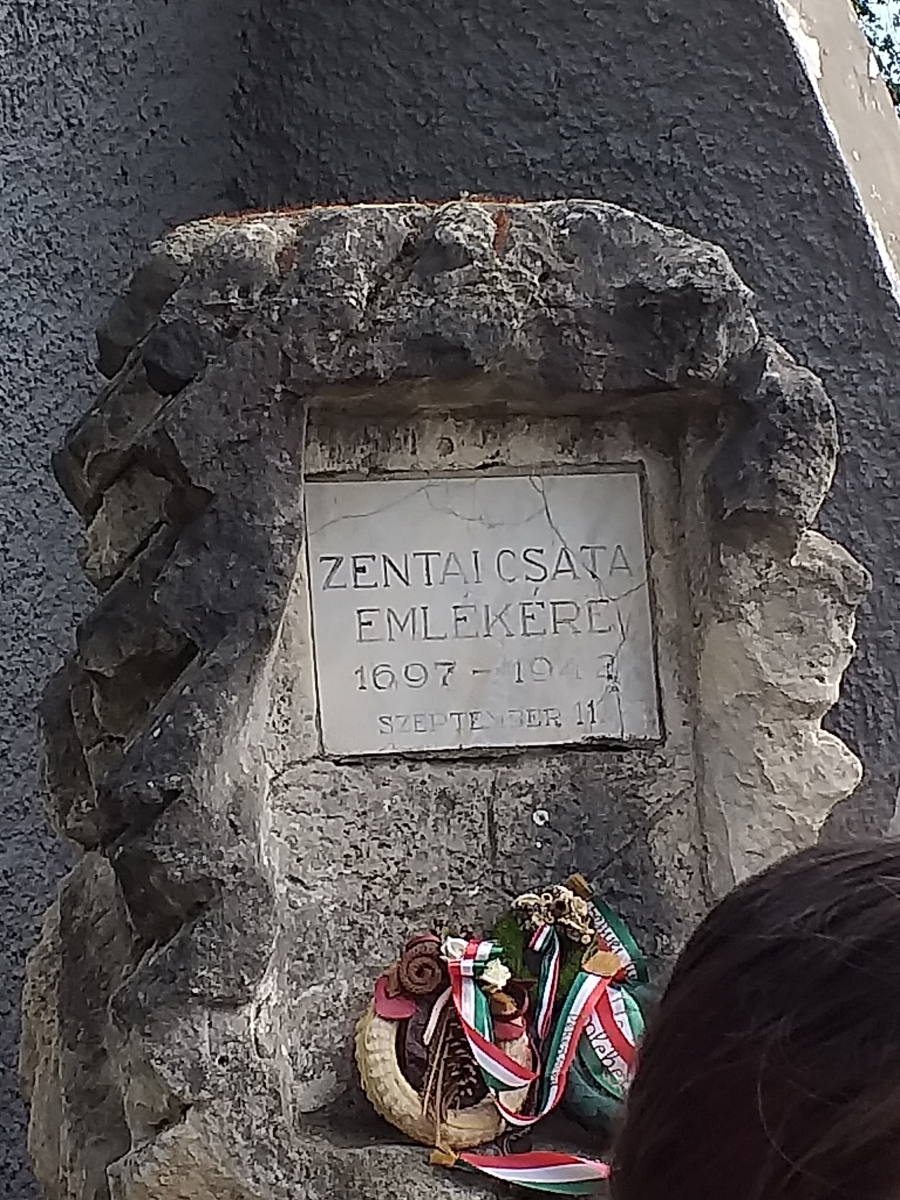 ZENTAI CSATA
EMLÉKÉRE
1697 - 1942
SZEPTEMBER 11.